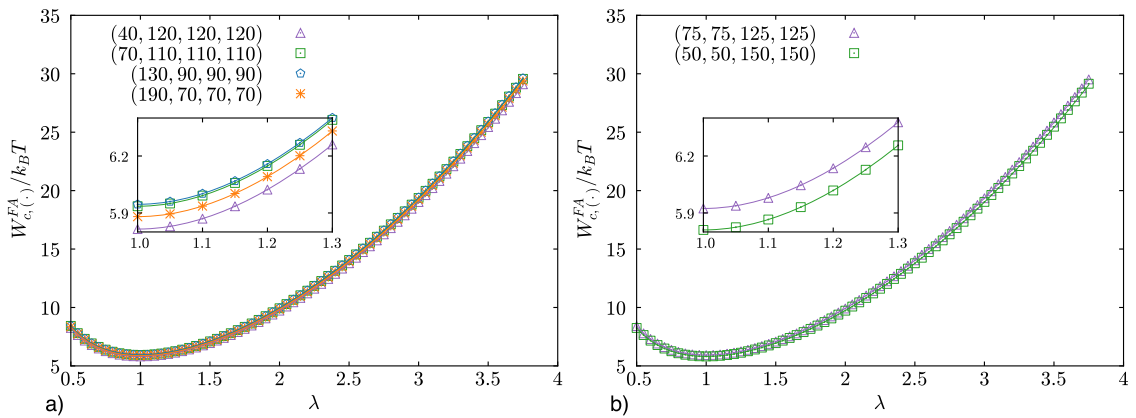 35
30
25
20
15
10
5
W_{c,(·)}^{FA}/k_BT
(40, 120, 120, 120)
(70, 110, 110, 110)
(130, 90, 90, 90)
(190, 70, 70, 70)
6.2
5.9
1.0 1.1 1.2 1.3
0.5 1 1.5 2 2.5 3 3.5 4
λ
a)
35
30
25
20
15
10
5
W_{c,(·)}^{FA}/k_BT
(75, 75, 125, 125)
(50, 50, 150, 150)
6.2
5.9
1.0 1.1 1.2 1.3
0.5 1 1.5 2 2.5 3 3.5 4
λ
b)